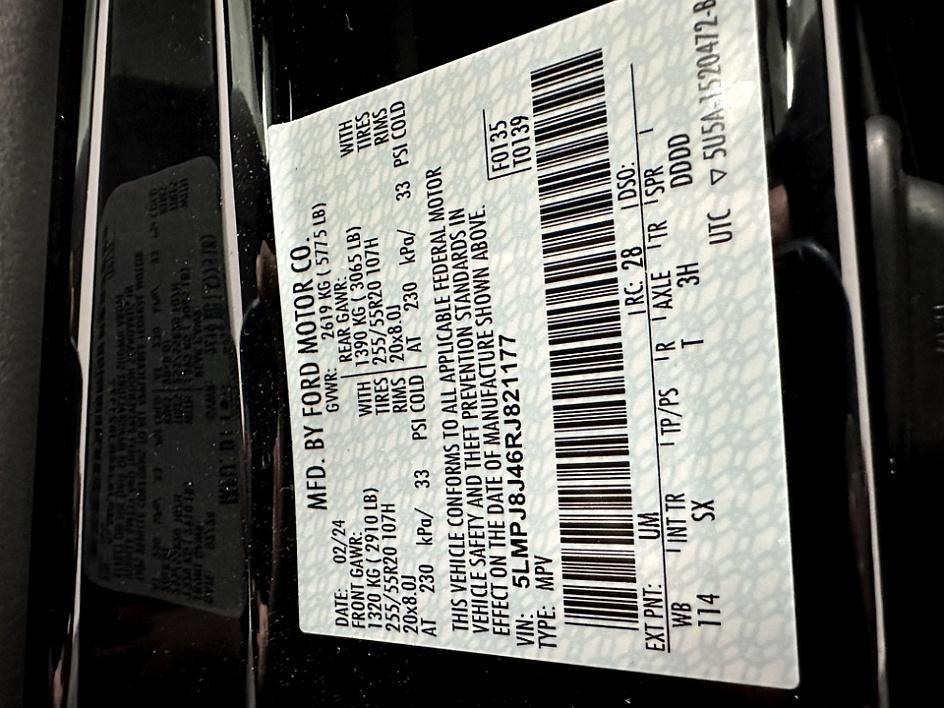 MFD. BY FORD MOTOR CO.
DATE: 02/24 GVWR: 2619 KG ( 5775 LB)
FRONT GAWR: REAR GAWR:
1320 KG ( 2910 LB) WITH 1390 KG ( 3065 LB) WITH
255/55R20 107H TIRES 255/55R20 107H TIRES
20x8.0J RIMS 20x8.0J RIMS
AT 230 kPa/ 33 PSI COLD AT 230 kPa/ 33 PSI COLD
THIS VEHICLE CONFORMS TO ALL APPLICABLE FEDERAL MOTOR
VEHICLE SAFETY AND THEFT PREVENTION STANDARDS IN
EFFECT ON THE DATE OF MANUFACTURE SHOWN ABOVE.
VIN: 5LMPJ8J46RJ821177 F0135
TYPE: MPV T0139
EXT PNT: UM RC: 28 DSO:
WB INT TR TP/PS R AXLE TR SPR
114 SX T 3H DDDD
UTC ▽ 5U5A-1520472-B